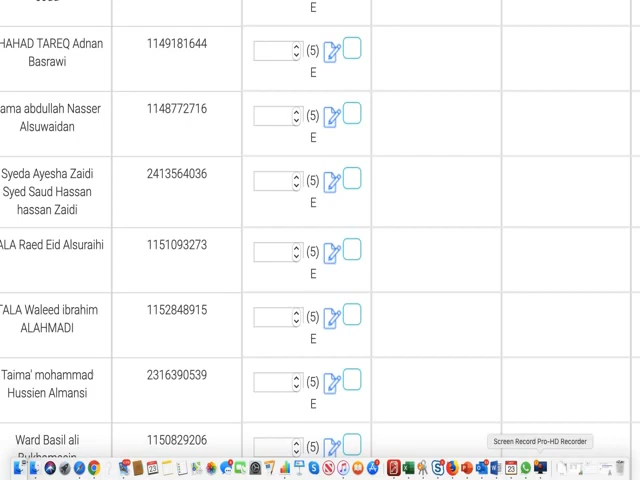 E
HAHAD TAREQ Adnan
Basrawi
1149181644
(5)
E
ama abdullah Nasser
Alsuwaidan
1148772716
(5)
E
Syeda Ayesha Zaidi
Syed Saud Hassan
hassan Zaidi
2413564036
(5)
E
ALA Raed Eid Alsuraihi
1151093273
(5)
E
TALA Waleed ibrahim
ALAHMADI
1152848915
(5)
E
Taima' mohammad
Hussien Almansi
2316390539
(5)
E
Ward Basil ali
1150829206
(5)
Screen Record Pro-HD Recorder